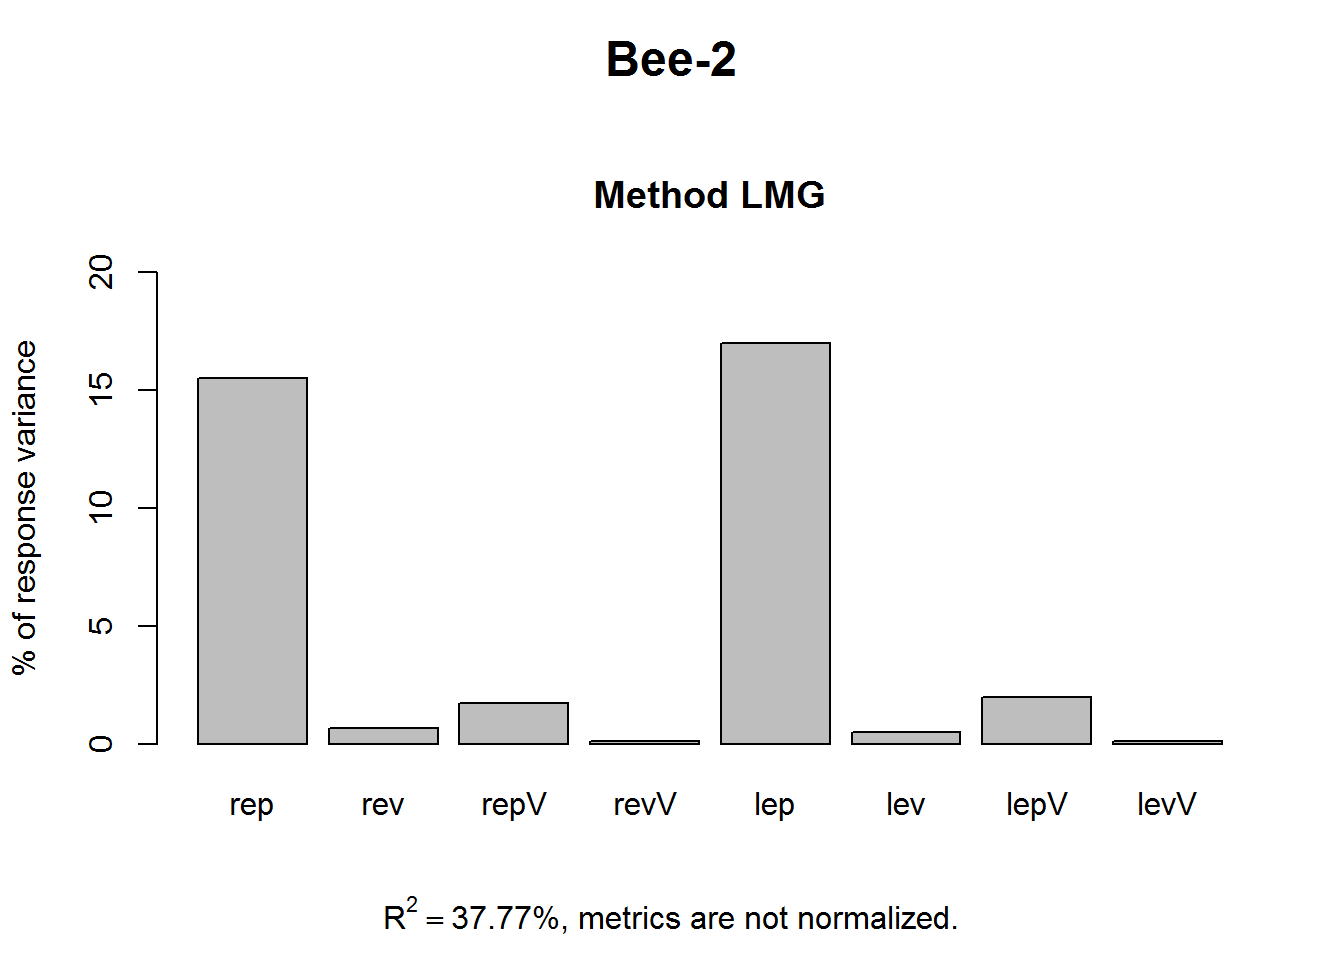 Bee-2
Method LMG
% of response variance
20
15
10
5
0
rep rev repV revV lep lev lepV levV
R² = 37.77%, metrics are not normalized.